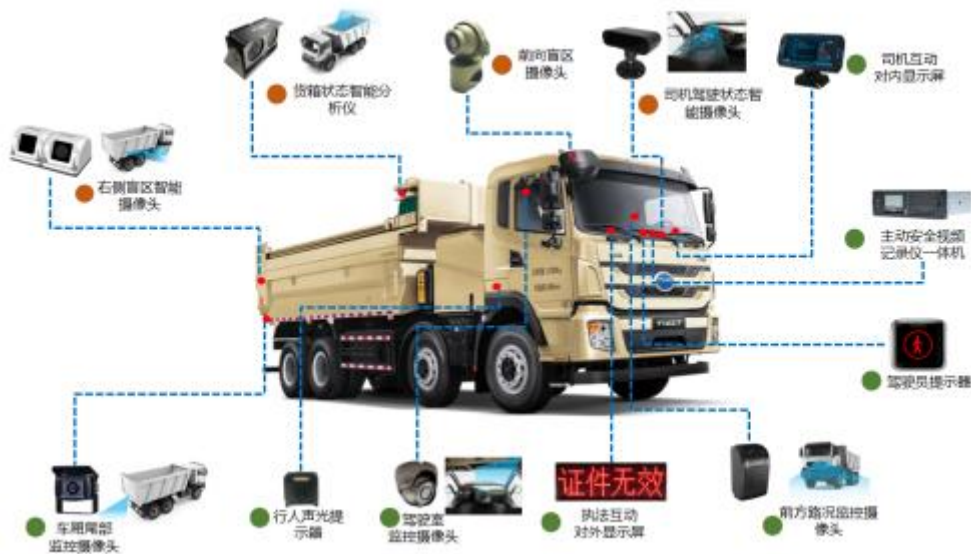 货箱状态智能分
析仪
前向盲区
摄像头
司机驾驶状态智
能摄像头
司机互动
对内显示屏
右侧盲区智能
摄像头
主动安全视频
记录仪一体机
驾驶员提示器
车厢尾部
监控摄像头
行人声光提
示器
驾驶室
监控摄像头
证件无效
执法互动
对外显示屏
前方路况监控摄
像头